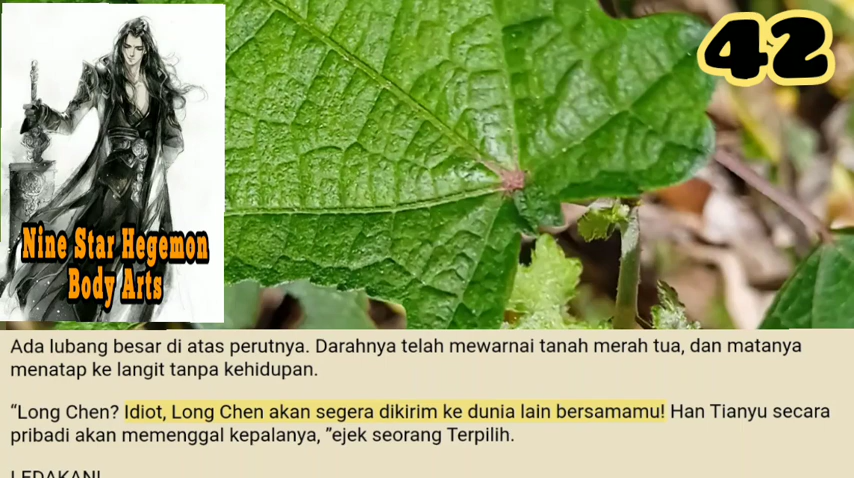 42
Nine Star Hegemon
Body Arts
Ada lubang besar di atas perutnya. Darahnya telah mewarnai tanah merah tua, dan matanya
menatap ke langit tanpa kehidupan.
“Long Chen? Idiot, Long Chen akan segera dikirim ke dunia lain bersamamu! Han Tianyu secara
pribadi akan memenggal kepalanya, ”ejek seorang Terpilih.
LEDAKAN!